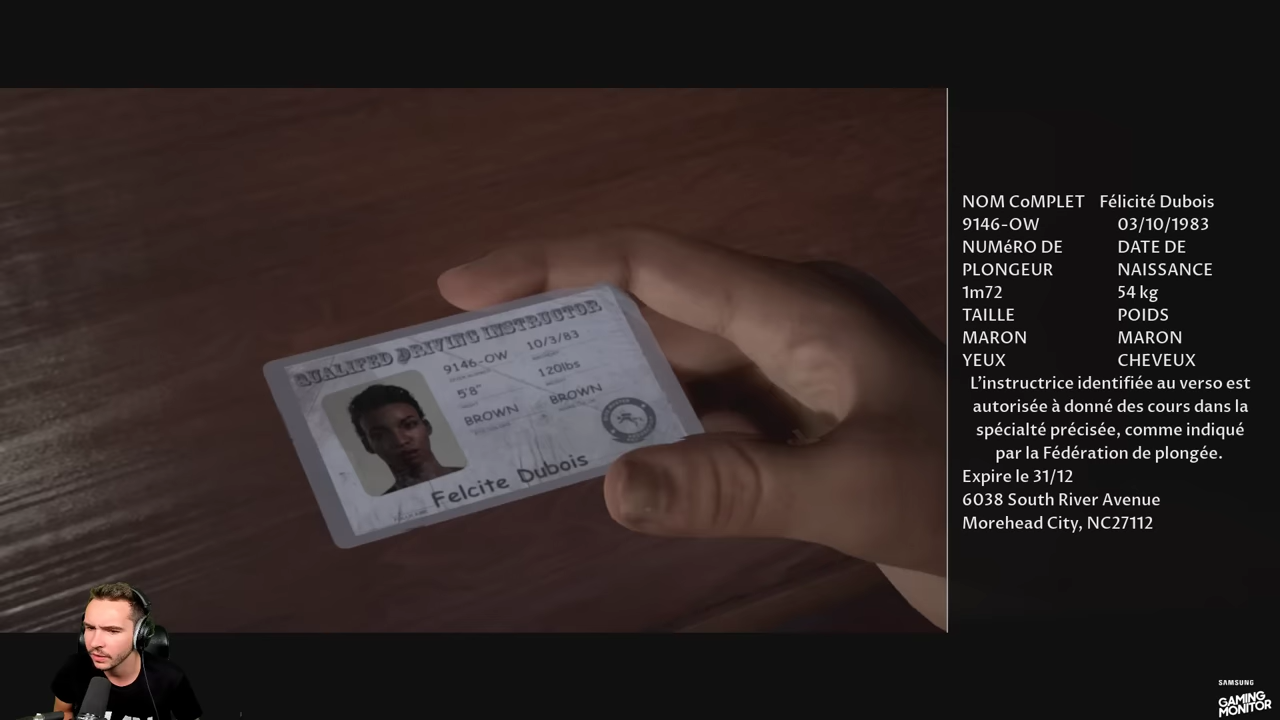 QUALIFED DRIVING INSTRUCTOR
9146-OW 10/3/83
5'8" 120lbs
BROWN BROWN
Felcite Dubois
NOM CoMPLET Félicité Dubois
9146-OW 03/10/1983
NUMéRO DE DATE DE
PLONGEUR NAISSANCE
1m72 54 kg
TAILLE POIDS
MARON MARON
YEUX CHEVEUX
L'instructrice identifiée au verso est
autorisée à donné des cours dans la
spécialté précisée, comme indiqué
par la Fédération de plongée.
Expire le 31/12
6038 South River Avenue
Morehead City, NC27112
SAMSUNG
GAMING
MONITOR